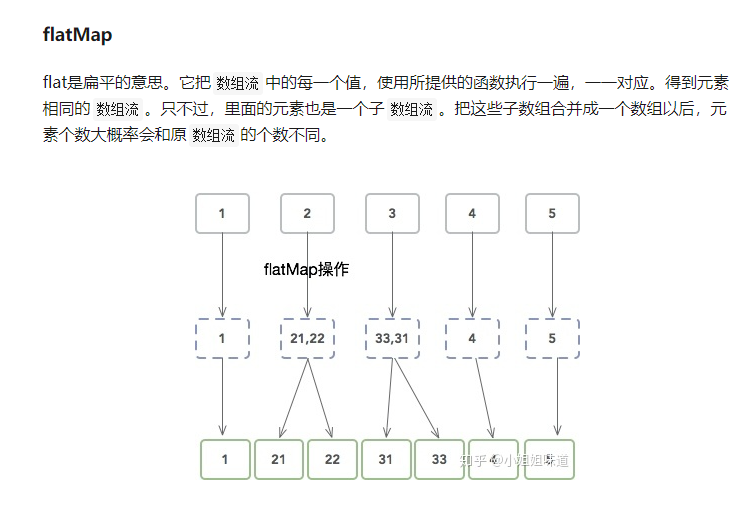 flatMap
flat是扁平的意思。它把 数组流 中的每一个值，使用所提供的函数执行一遍，一一对应。得到元素
相同的 数组流 。只不过，里面的元素也是一个子 数组流 。把这些子数组合并成一个数组以后，元
素个数大概率会和原 数组流 的个数不同。
1 2 3 4 5
flatMap操作
1 21,22 33,31 4 5
1 21 22 31 33 4 5
知乎 @小姐姐味道